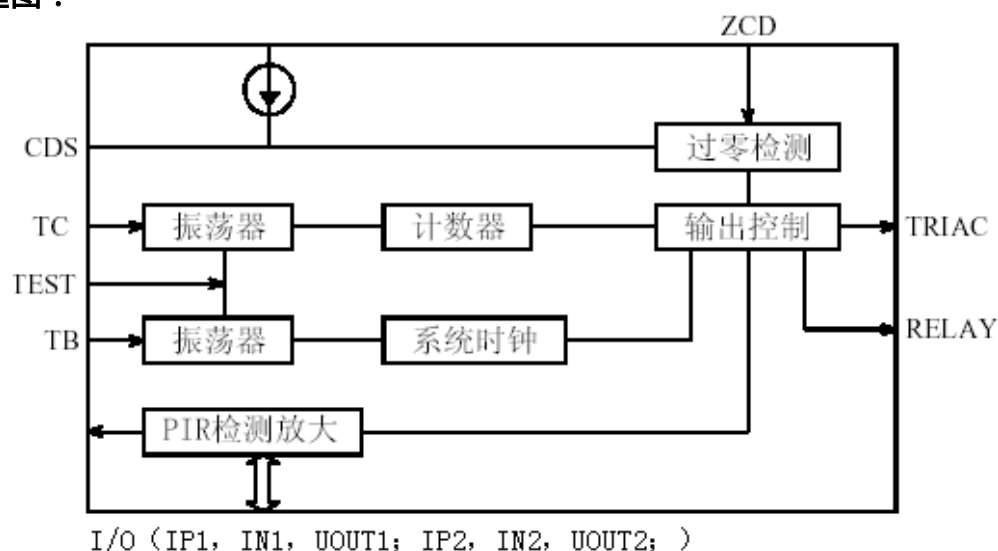 ZCD
CDS
过零检测
TC
振荡器
计数器
输出控制
TRIAC
TEST
TB
振荡器
系统时钟
RELAY
PIR检测放大
I/O（IP1，IN1，UOUT1；IP2，IN2，UOUT2；）